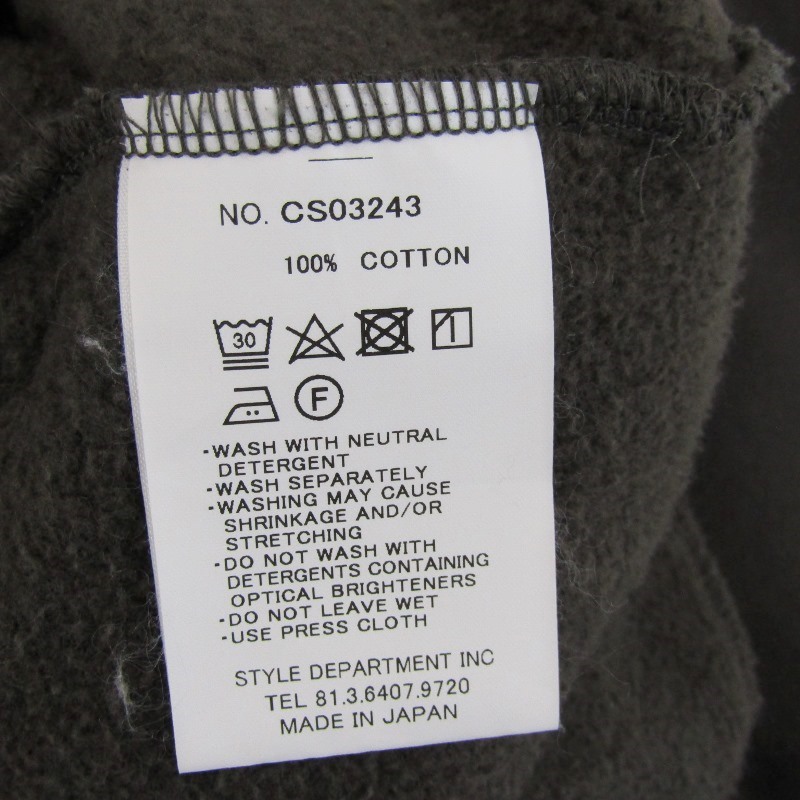 NO. CS03243
100% COTTON
30
F
-WASH WITH NEUTRAL
DETERGENT
-WASH SEPARATELY
-WASHING MAY CAUSE
SHRINKAGE AND/OR
STRETCHING
-DO NOT WASH WITH
DETERGENTS CONTAINING
OPTICAL BRIGHTENERS
-DO NOT LEAVE WET
-USE PRESS CLOTH
STYLE DEPARTMENT INC
TEL 81.3.6407.9720
MADE IN JAPAN